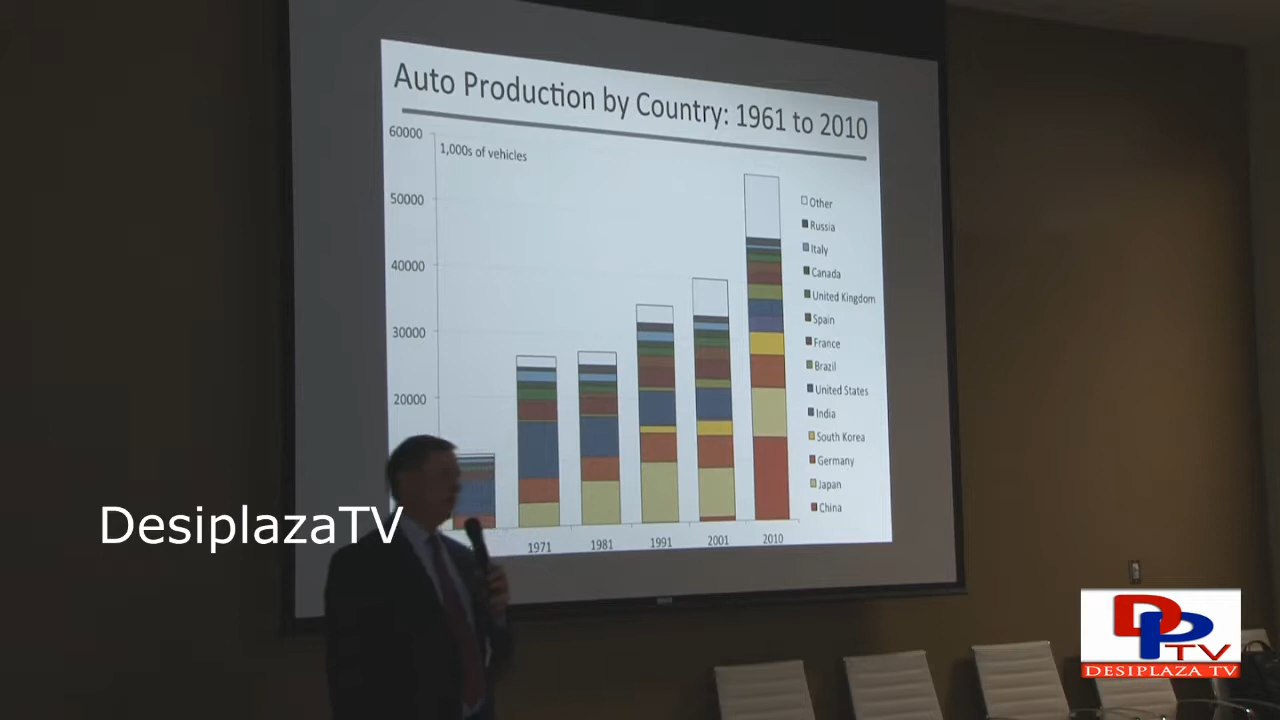 Auto Production by Country: 1961 to 2010
60000
1,000s of vehicles
50000
40000
30000
20000
Other
Russia
Italy
Canada
United Kingdom
Spain
France
Brazil
United States
India
South Korea
Germany
Japan
China
1971
1981
1991
2001
2010
DesiplazaTV
DP
TV
DESIPLAZA TV